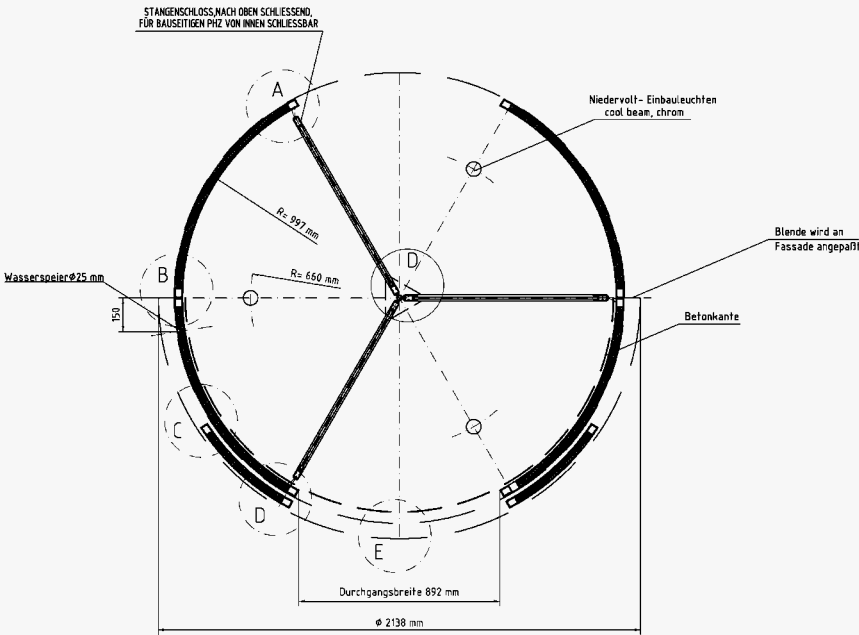 STANGENSCHLOSS,NACH OBEN SCHLIESSEND,
FÜR BAUSEITIGEN PHZ VON INNEN SCHLIESSBAR
A
Niedervolt- Einbauleuchten
cool beam, chrom
R= 997 mm
Blende wird an
Fassade angepaßt
D
B
R= 660 mm
Wasserspeier⌀25 mm
150
Betonkante
C
D
E
Durchgangsbreite 892 mm
⌀ 2138 mm